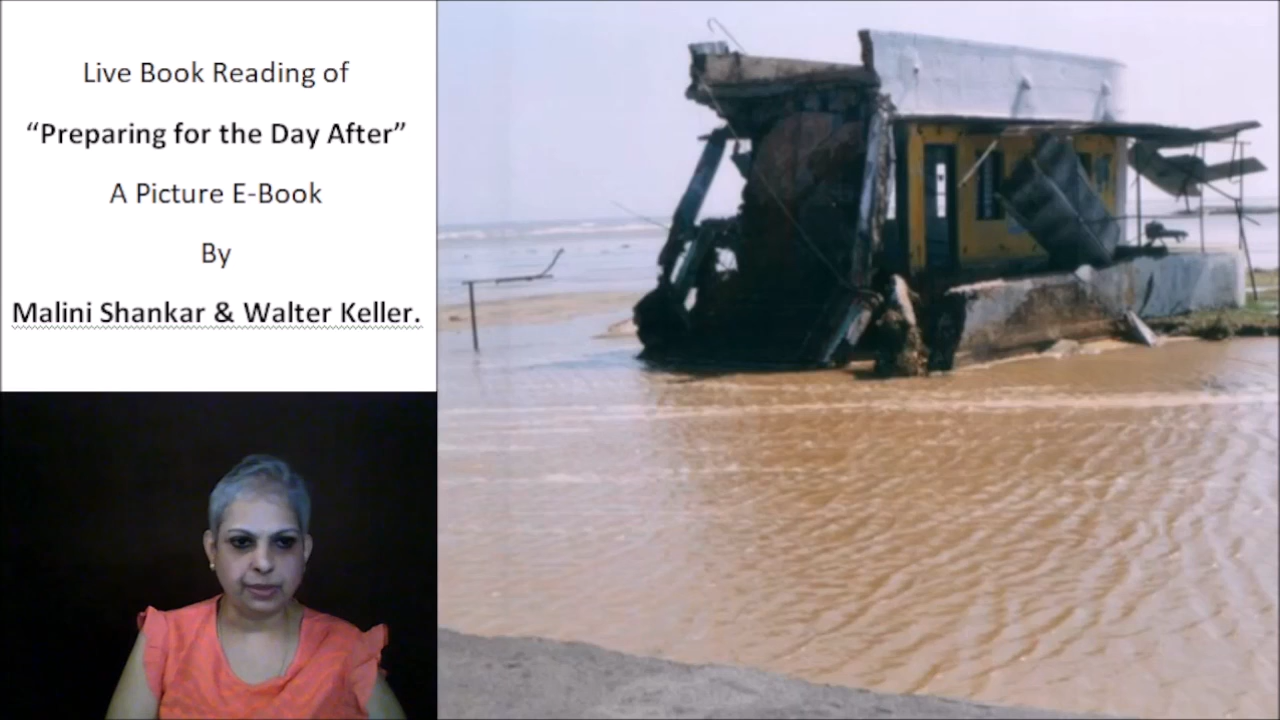 Live Book Reading of
“Preparing for the Day After”
A Picture E-Book
By
Malini Shankar & Walter Keller.